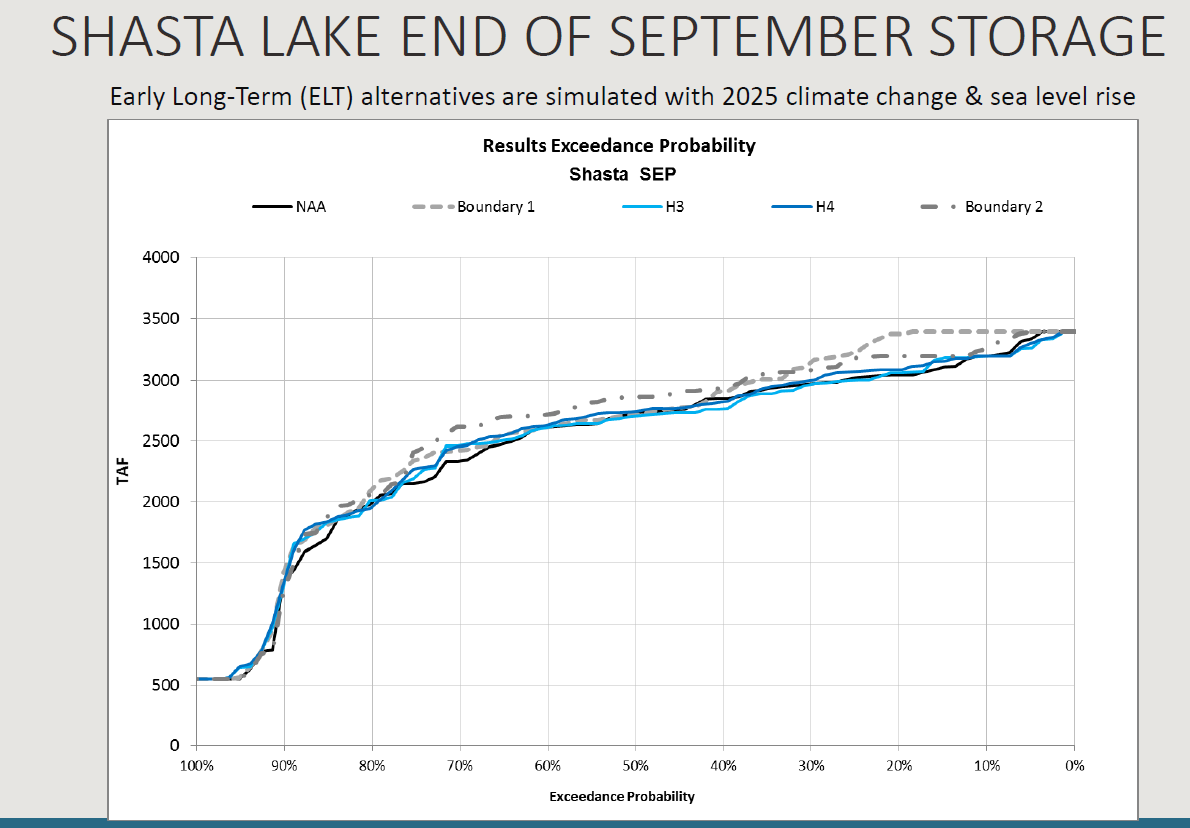 SHASTA LAKE END OF SEPTEMBER STORAGE
Early Long-Term (ELT) alternatives are simulated with 2025 climate change & sea level rise
Results Exceedance Probability
Shasta SEP
NAA Boundary 1 H3 H4 Boundary 2
4000
3500
3000
2500
2000
1500
1000
500
0
TAF
100% 90% 80% 70% 60% 50% 40% 30% 20% 10% 0%
Exceedance Probability